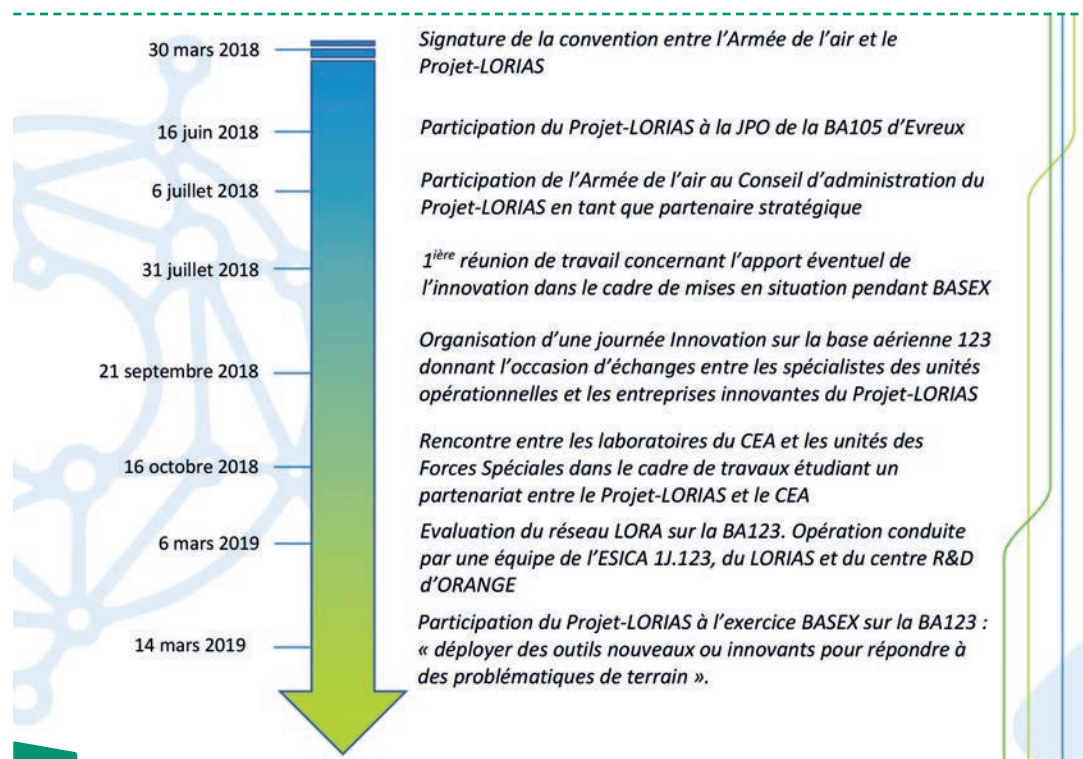 30 mars 2018
Signature de la convention entre l'Armée de l'air et le
Projet-LORIAS
16 juin 2018
Participation du Projet-LORIAS à la JPO de la BA105 d'Evreux
6 juillet 2018
Participation de l'Armée de l'air au Conseil d'administration du
Projet-LORIAS en tant que partenaire stratégique
31 juillet 2018
1ière réunion de travail concernant l'apport éventuel de
l'innovation dans le cadre de mises en situation pendant BASEX
21 septembre 2018
Organisation d'une journée Innovation sur la base aérienne 123
donnant l'occasion d'échanges entre les spécialistes des unités
opérationnelles et les entreprises innovantes du Projet-LORIAS
16 octobre 2018
Rencontre entre les laboratoires du CEA et les unités des
Forces Spéciales dans le cadre de travaux étudiant un
partenariat entre le Projet-LORIAS et le CEA
6 mars 2019
Evaluation du réseau LORA sur la BA123. Opération conduite
par une équipe de l'ESICA 1J.123, du LORIAS et du centre R&D
d'ORANGE
14 mars 2019
Participation du Projet-LORIAS à l'exercice BASEX sur la BA123 :
« déployer des outils nouveaux ou innovants pour répondre à
des problématiques de terrain ».